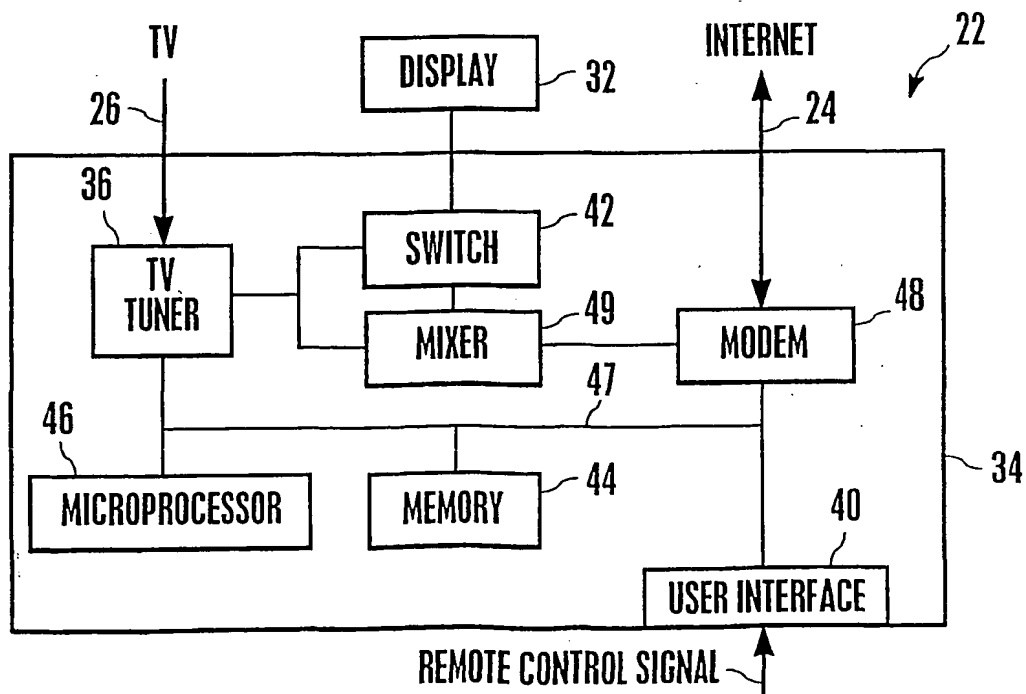 TV
DISPLAY
32
INTERNET
22
26
24
36
TV
TUNER
SWITCH
42
MIXER
49
MODEM
48
47
46
MICROPROCESSOR
MEMORY
44
34
40
USER INTERFACE
REMOTE CONTROL SIGNAL